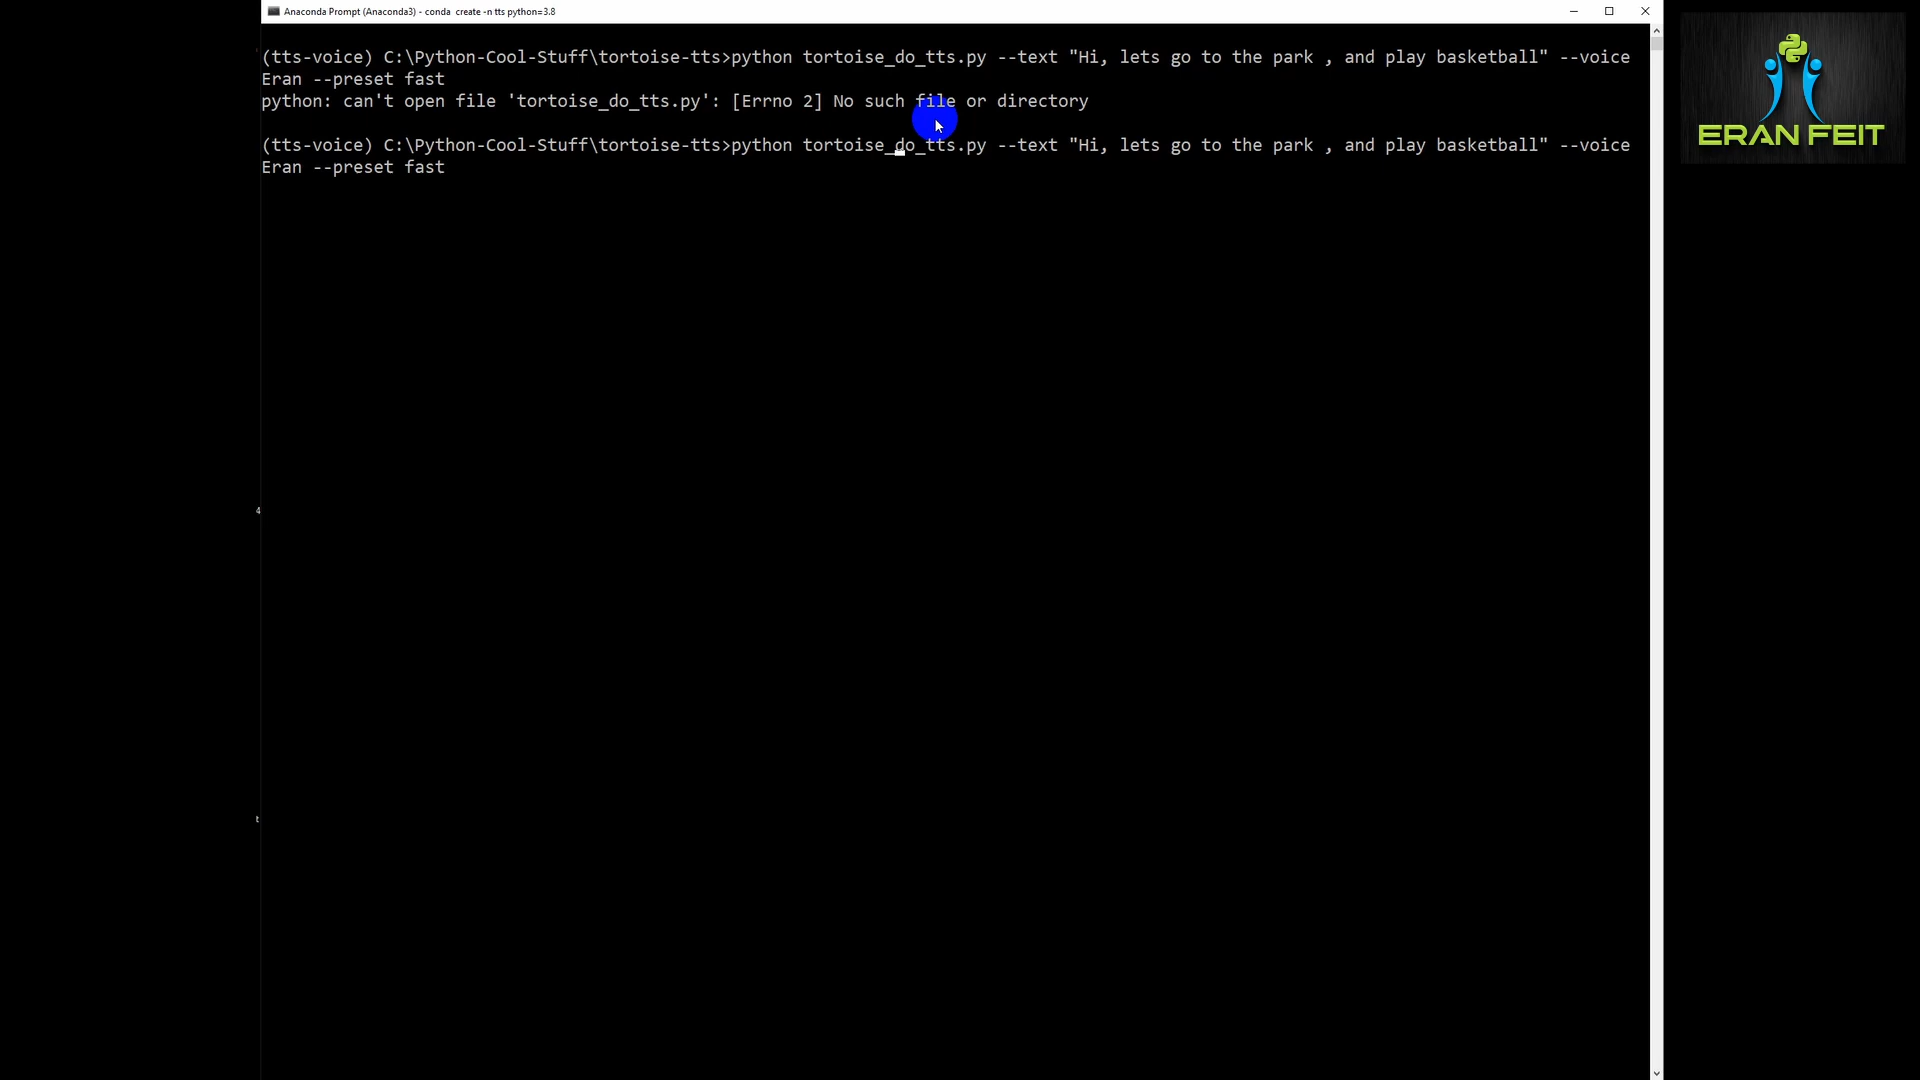 Anaconda Prompt (Anaconda3) - conda  create -n tts python=3.8
(tts-voice) C:\Python-Cool-Stuff\tortoise-tts>python tortoise_do_tts.py --text "Hi, lets go to the park , and play basketball" --voice
Eran --preset fast
python: can't open file 'tortoise_do_tts.py': [Errno 2] No such file or directory
(tts-voice) C:\Python-Cool-Stuff\tortoise-tts>python tortoise_do_tts.py --text "Hi, lets go to the park , and play basketball" --voice
Eran --preset fast
4
t
ERAN FEIT